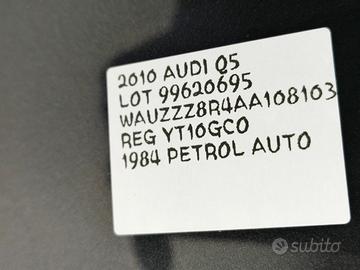 2010 AUDI Q5
LOT 99620695
WAUZZZ8R4AA108103
REG YT10GCO
1984 PETROL AUTO
subito